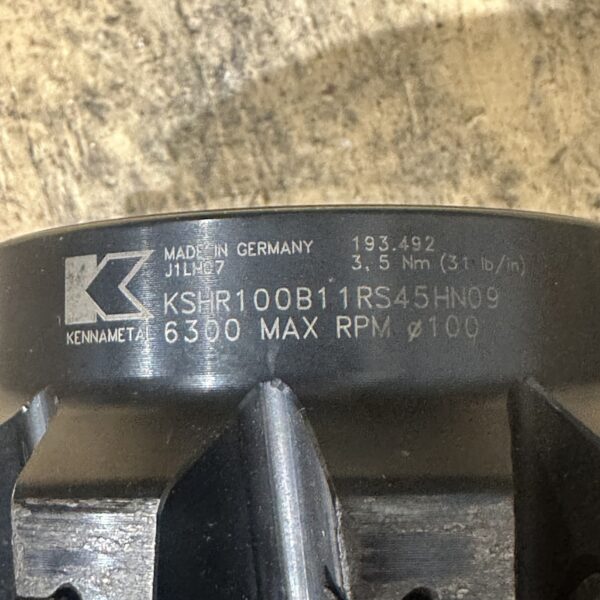 MADE IN GERMANY 193.492
J1LH07 3, 5 Nm (31 lb/in)
KSHR100B11RS45HN09
KENNAMETAL 6300 MAX RPM ø100